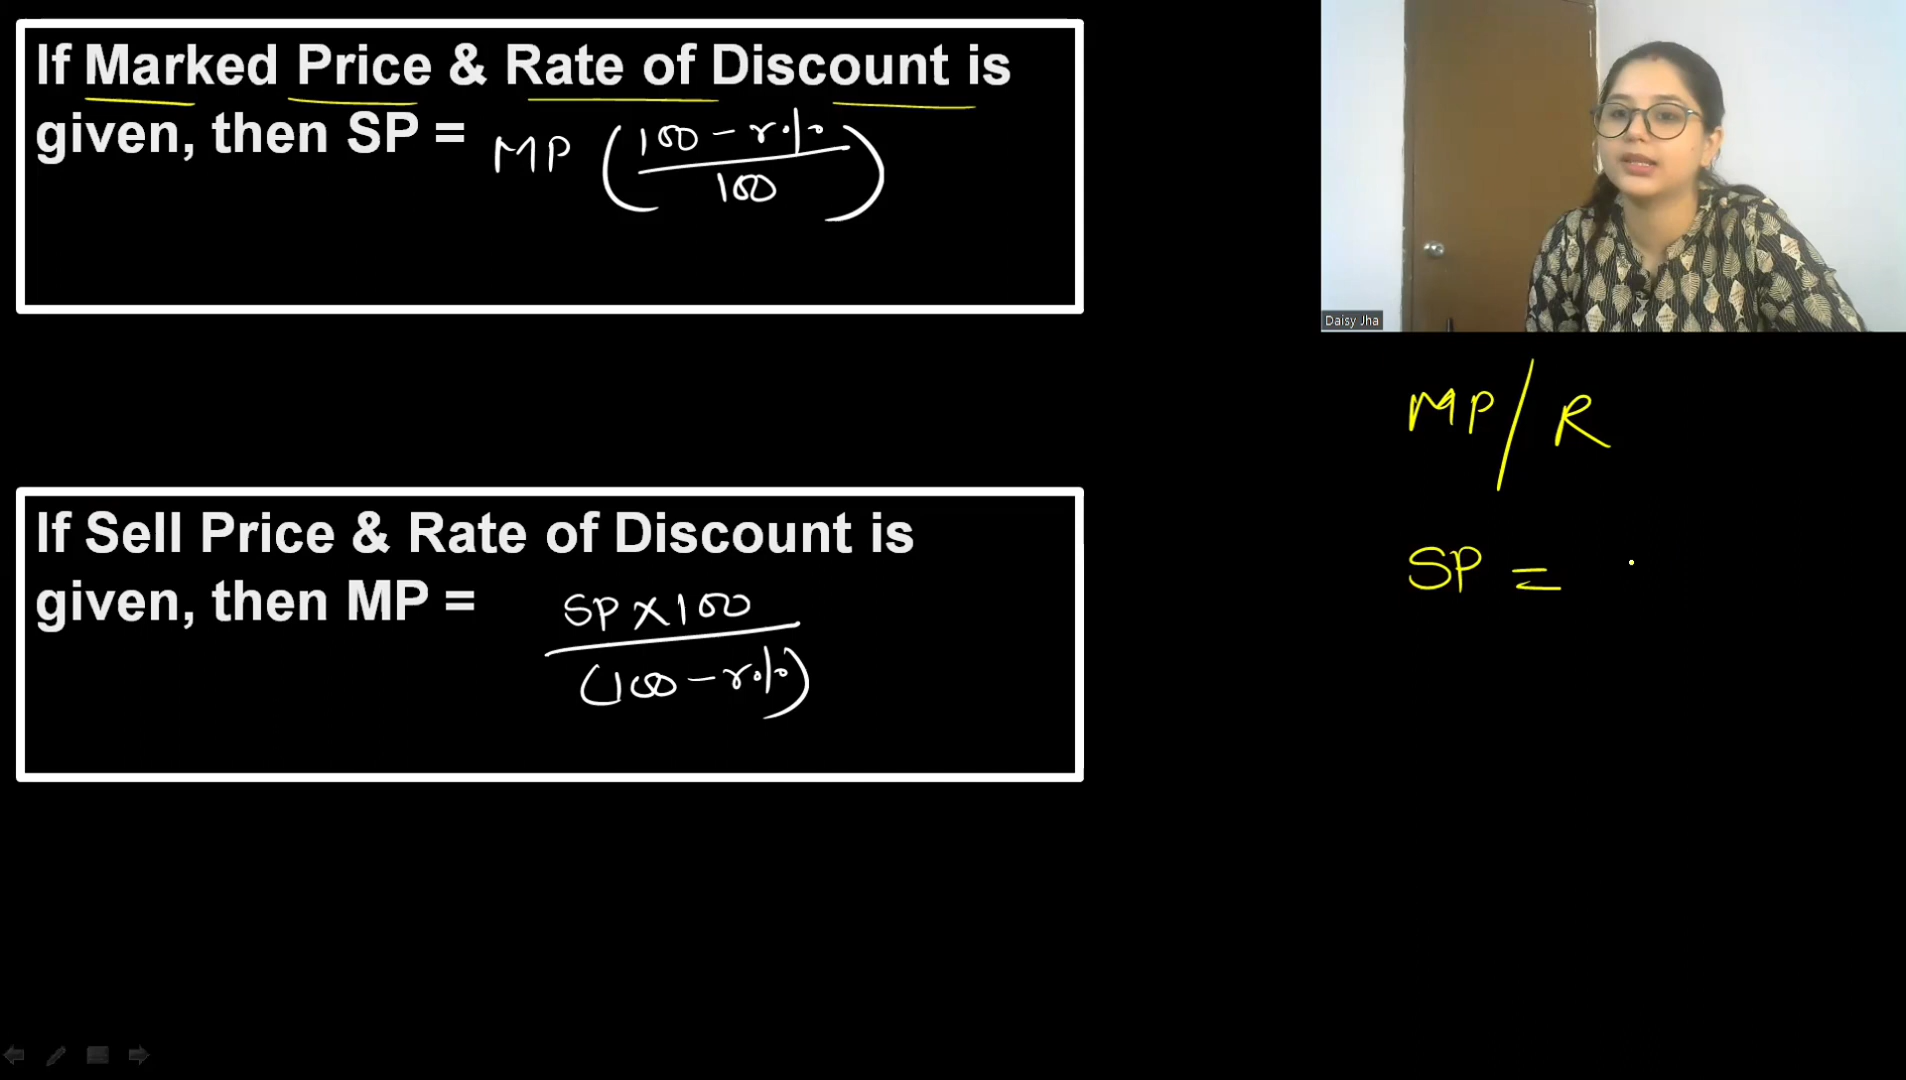 If Marked Price & Rate of Discount is
given, then SP = MP (100 - r% / 100)
If Sell Price & Rate of Discount is
given, then MP = SP x 100 / (100 - r%)
Daisy Jha
MP / R
SP =